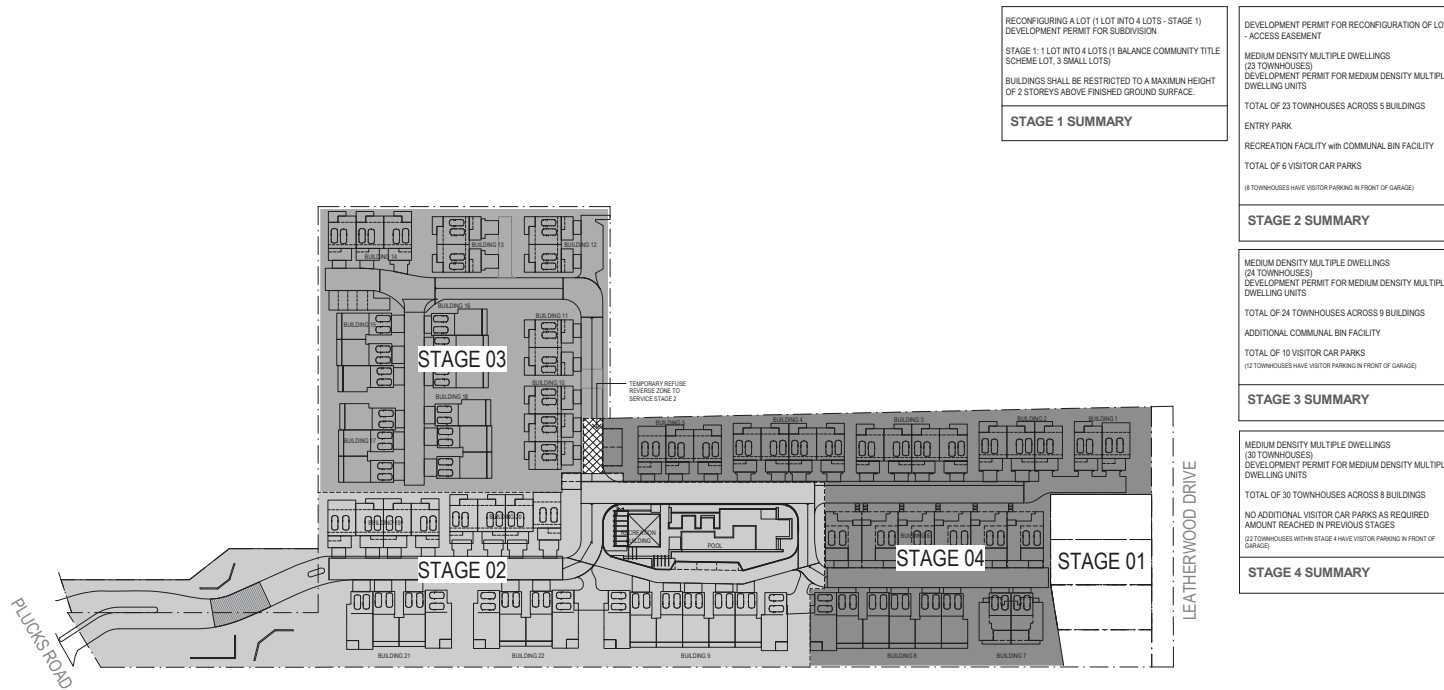 RECONFIGURING A LOT (1 LOT INTO 4 LOTS - STAGE 1)
DEVELOPMENT PERMIT FOR SUBDIVISION
STAGE 1: 1 LOT INTO 4 LOTS (1 BALANCE COMMUNITY TITLE
SCHEME LOT, 3 SMALL LOTS)
BUILDINGS SHALL BE RESTRICTED TO A MAXIMUN HEIGHT
OF 2 STOREYS ABOVE FINISHED GROUND SURFACE.
STAGE 1 SUMMARY
DEVELOPMENT PERMIT FOR RECONFIGURATION OF LO
- ACCESS EASEMENT
MEDIUM DENSITY MULTIPLE DWELLINGS
(23 TOWNHOUSES)
DEVELOPMENT PERMIT FOR MEDIUM DENSITY MULTIPL
DWELLING UNITS
TOTAL OF 23 TOWNHOUSES ACROSS 5 BUILDINGS
ENTRY PARK
RECREATION FACILITY with COMMUNAL BIN FACILITY
TOTAL OF 6 VISITOR CAR PARKS
(8 TOWNHOUSES HAVE VISITOR PARKING IN FRONT OF GARAGE)
STAGE 2 SUMMARY
MEDIUM DENSITY MULTIPLE DWELLINGS
(24 TOWNHOUSES)
DEVELOPMENT PERMIT FOR MEDIUM DENSITY MULTIPL
DWELLING UNITS
TOTAL OF 24 TOWNHOUSES ACROSS 9 BUILDINGS
ADDITIONAL COMMUNAL BIN FACILITY
TOTAL OF 10 VISITOR CAR PARKS
(12 TOWNHOUSES HAVE VISITOR PARKING IN FRONT OF GARAGE)
STAGE 3 SUMMARY
MEDIUM DENSITY MULTIPLE DWELLINGS
(30 TOWNHOUSES)
DEVELOPMENT PERMIT FOR MEDIUM DENSITY MULTIPL
DWELLING UNITS
TOTAL OF 30 TOWNHOUSES ACROSS 8 BUILDINGS
NO ADDITIONAL VISITOR CAR PARKS AS REQUIRED
AMOUNT REACHED IN PREVIOUS STAGES
(22 TOWNHOUSES WITHIN STAGE 4 HAVE VISITOR PARKING IN FRONT OF
GARAGE)
STAGE 4 SUMMARY
BUILDING 14
BUILDING 13
BUILDING 12
BUILDING 16
BUILDING 15
BUILDING 11
STAGE 03
BUILDING 10
TEMPORARY REFUSE
REVERSE ZONE TO
SERVICE STAGE 2
BUILDING 18
BUILDING 17
BUILDING 5
BUILDING 4
BUILDING 3
BUILDING 2
BUILDING 1
LEATHERWOOD DRIVE
BUILDING 19
RECREATION
BUILDING
POOL
STAGE 02
STAGE 04
STAGE 01
PLUCKS ROAD
BUILDING 21
BUILDING 22
BUILDING 9
BUILDING 8
BUILDING 7